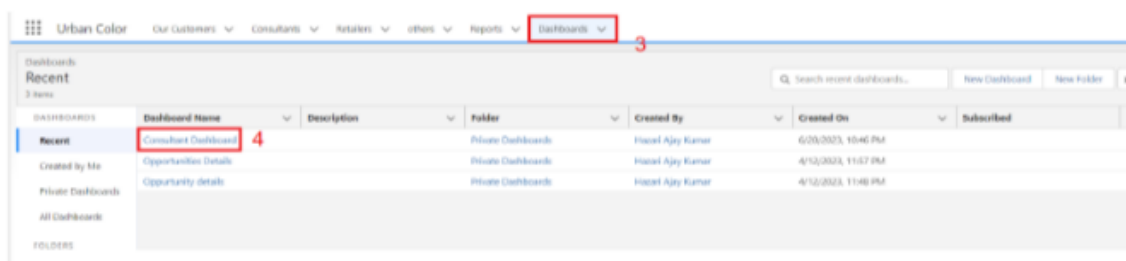 Urban Color Our Customers Consultants Retailers others Reports Dashboards
3
Dashboards
Recent
3 items
Search recent dashboards... New Dashboard New Folder
DASHBOARDS Dashboard Name Description Folder Created By Created On Subscribed
Recent Consultant Dashboard 4 Private Dashboards Hazari Ajay Kumar 6/20/2023, 10:46 PM
Created by Me Opportunities Details Private Dashboards Hazari Ajay Kumar 4/12/2023, 11:57 PM
Private Dashboards Oppurtunity details Private Dashboards Hazari Ajay Kumar 4/12/2023, 11:48 PM
All Dashboards
FOLDERS